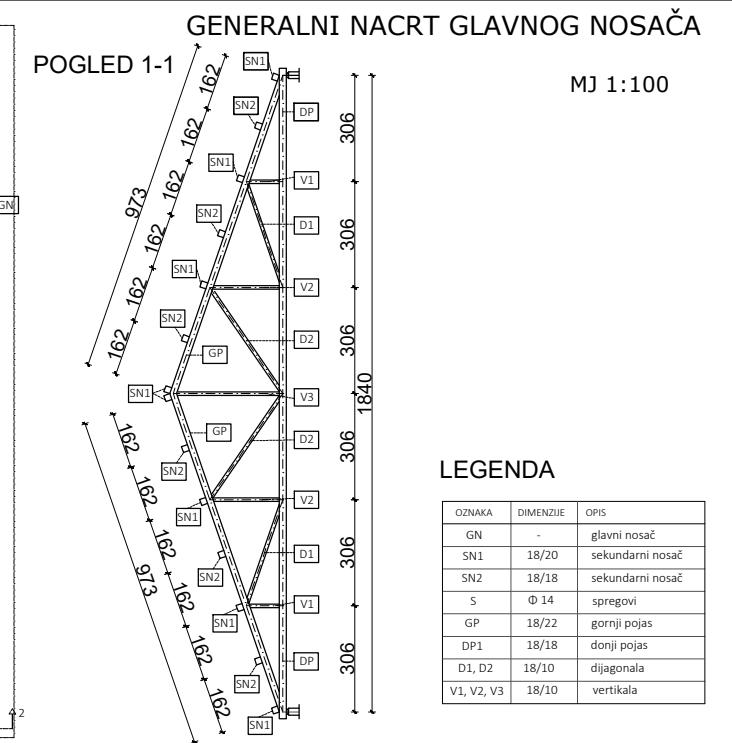 GENERALNI NACRT GLAVNOG NOSAČA
POGLED 1-1
MJ 1:100
GN
SN1
SN2
SN1
SN2
SN1
SN2
SN1
SN2
SN1
SN2
SN1
SN2
SN1
162
162
162
162
162
162
973
162
162
162
162
162
162
973
GP
GP
DP
V1
D1
V2
D2
V3
D2
V2
D1
V1
DP
306
306
306
306
306
306
1840
2
LEGENDA
OZNAKA DIMENZIJE OPIS
GN - glavni nosač
SN1 18/20 sekundarni nosač
SN2 18/18 sekundarni nosač
S Φ 14 spregovi
GP 18/22 gornji pojas
DP1 18/18 donji pojas
D1, D2 18/10 dijagonala
V1, V2, V3 18/10 vertikala